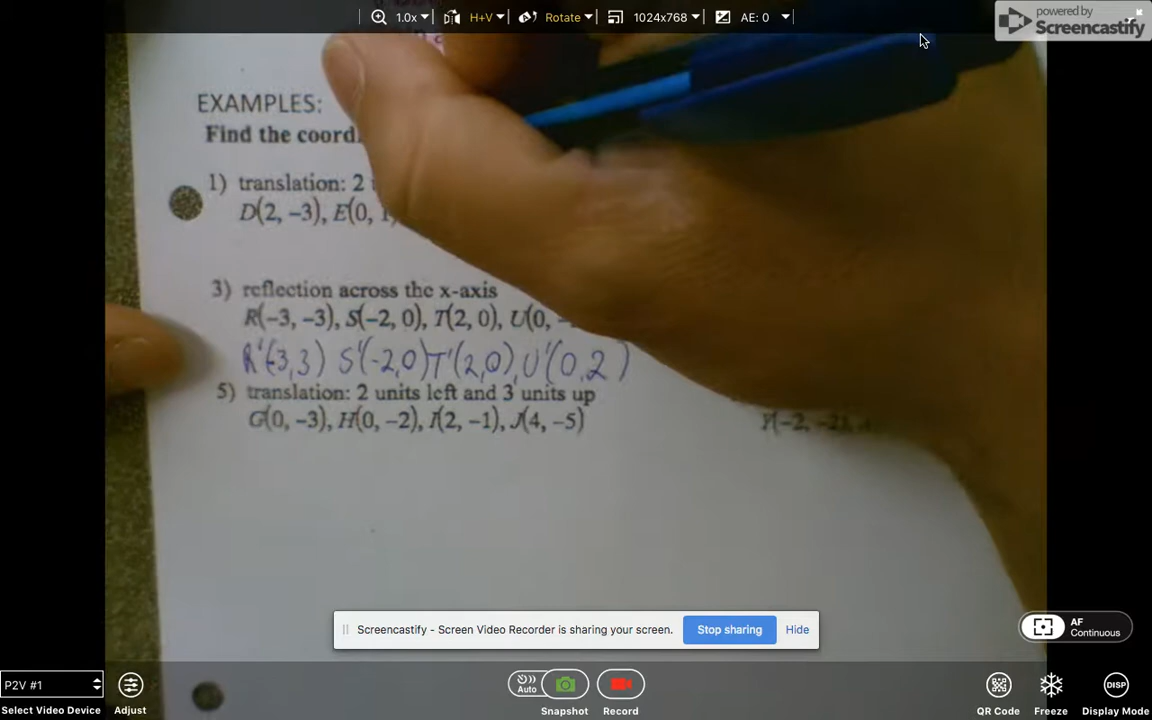 1.0x H+V Rotate 1024x768 AE: 0
powered by
Screencastify
EXAMPLES:
Find the
1) translation: 2
D(2, −3), E(0, 1)
3) reflection across the x-axis
R(−3, −3), S(−2, 0), T(2, 0), U(0, −
R'(-3,3) S'(-2,0) T'(2,0), U'(0,2)
5) translation: 2 units left and 3 units up
G(0, −3), H(0, −2), I(2, −1), J(4, −5)
Screencastify - Screen Video Recorder is sharing your screen. Stop sharing Hide
AF
Continuous
P2V #1
Select Video Device
Adjust
Auto
Snapshot
Record
QR Code
Freeze
DISP
Display Mode